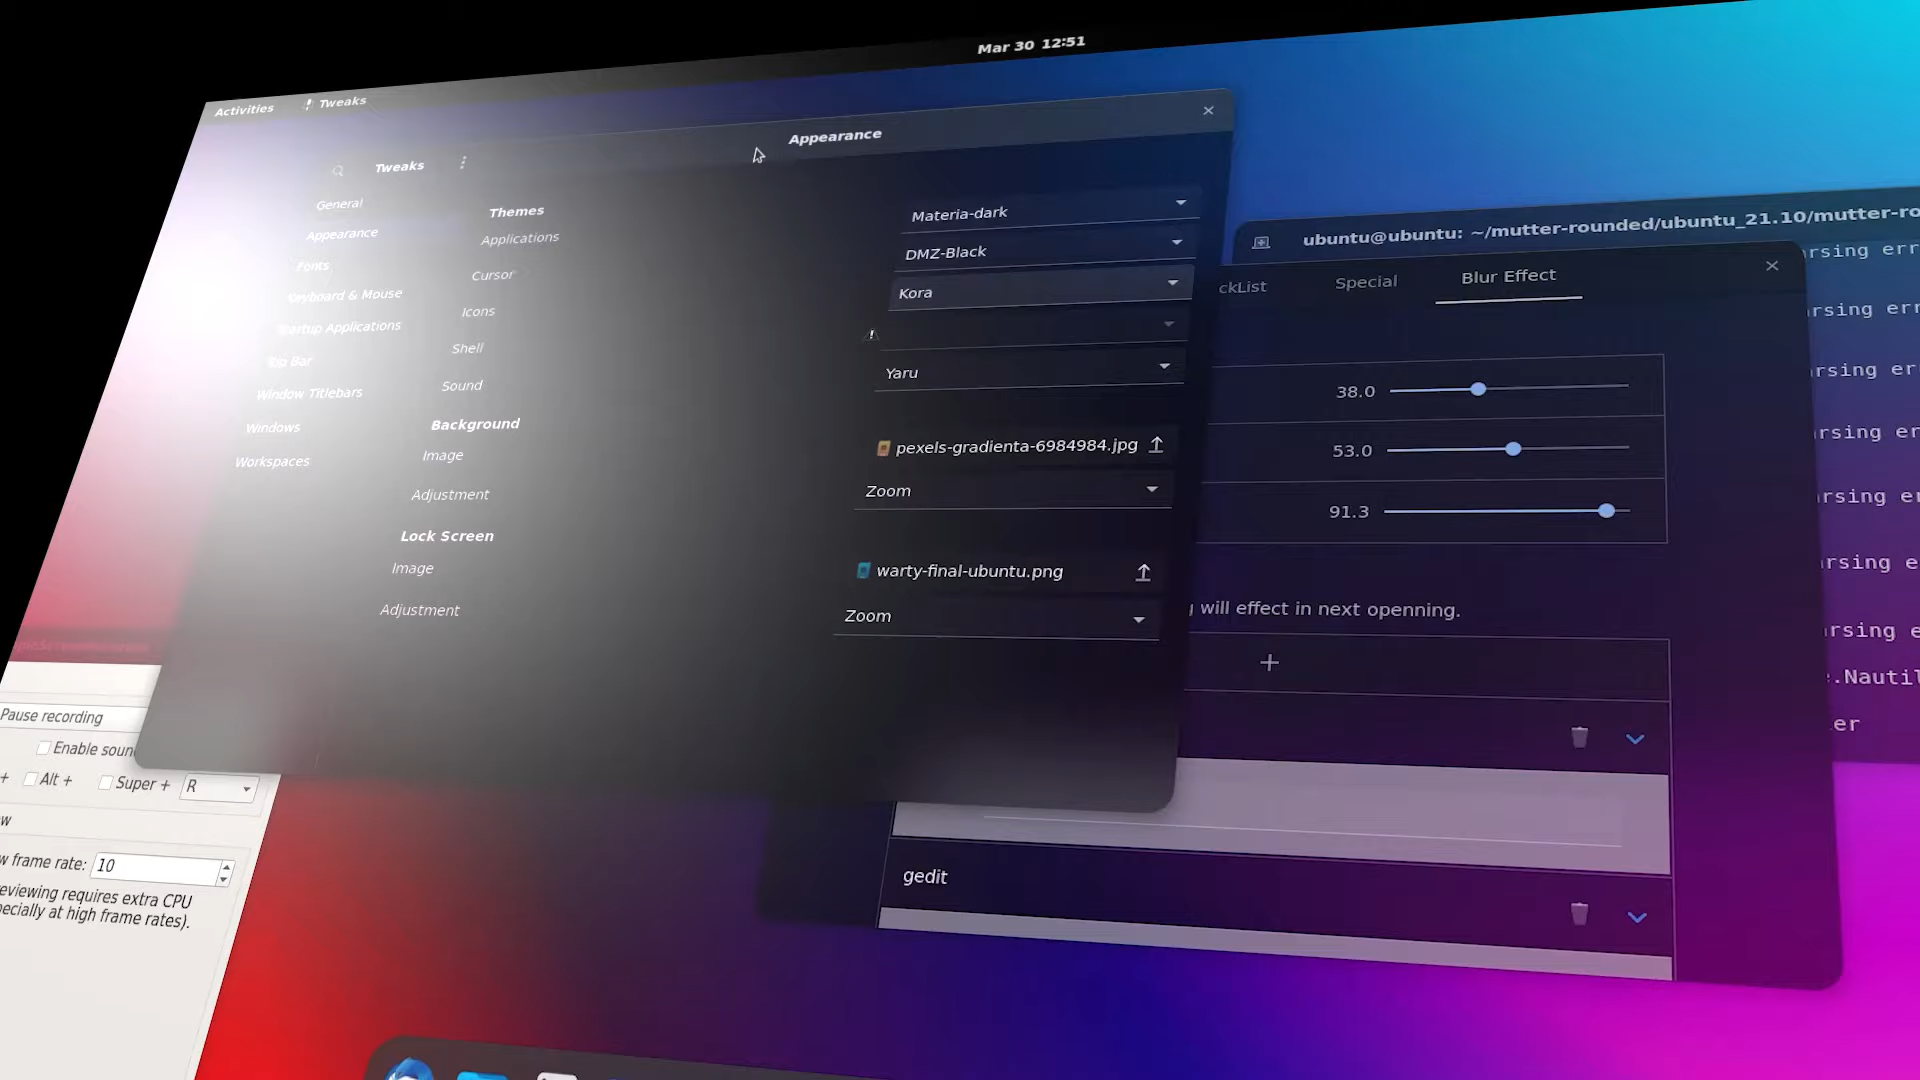 Mar 30 12:51
Activities
Tweaks
Appearance
Tweaks
General
Appearance
Fonts
Keyboard & Mouse
Startup Applications
Top Bar
Window Titlebars
Windows
Workspaces
Themes
Applications
Cursor
Icons
Shell
Sound
Background
Image
Adjustment
Lock Screen
Image
Adjustment
Materia-dark
DMZ-Black
Kora
Yaru
pexels-gradienta-6984984.jpg
Zoom
warty-final-ubuntu.png
Zoom
ubuntu@ubuntu: ~/mutter-rounded/ubuntu_21.10/mutter-ro
ckList
Special
Blur Effect
38.0
53.0
91.3
will effect in next openning.
gedit
rsing err
rsing err
rsing er
rsing er
rsing er
rsing e
rsing e
.Nautil
er
Pause recording
Enable soun
+ Alt + Super + R
w
w frame rate: 10
eviewing requires extra CPU
pecially at high frame rates).